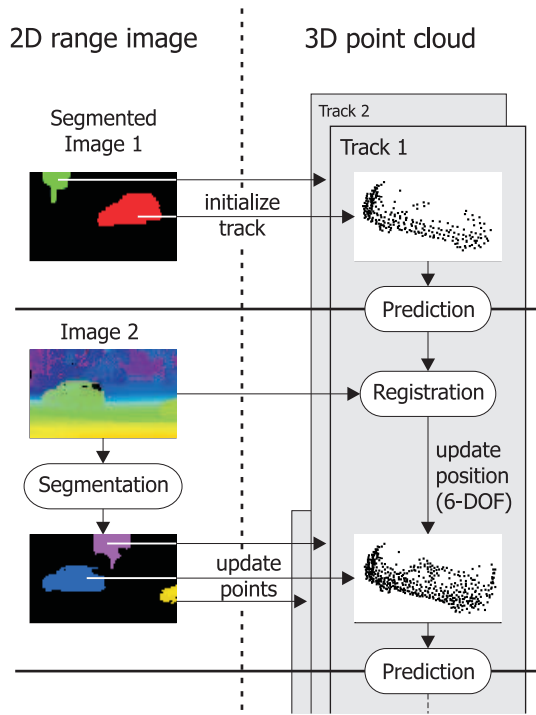 2D range image
3D point cloud
Segmented
Image 1
Track 2
Track 1
initialize
track
Prediction
Image 2
Registration
Segmentation
update
position
(6-DOF)
update
points
Prediction